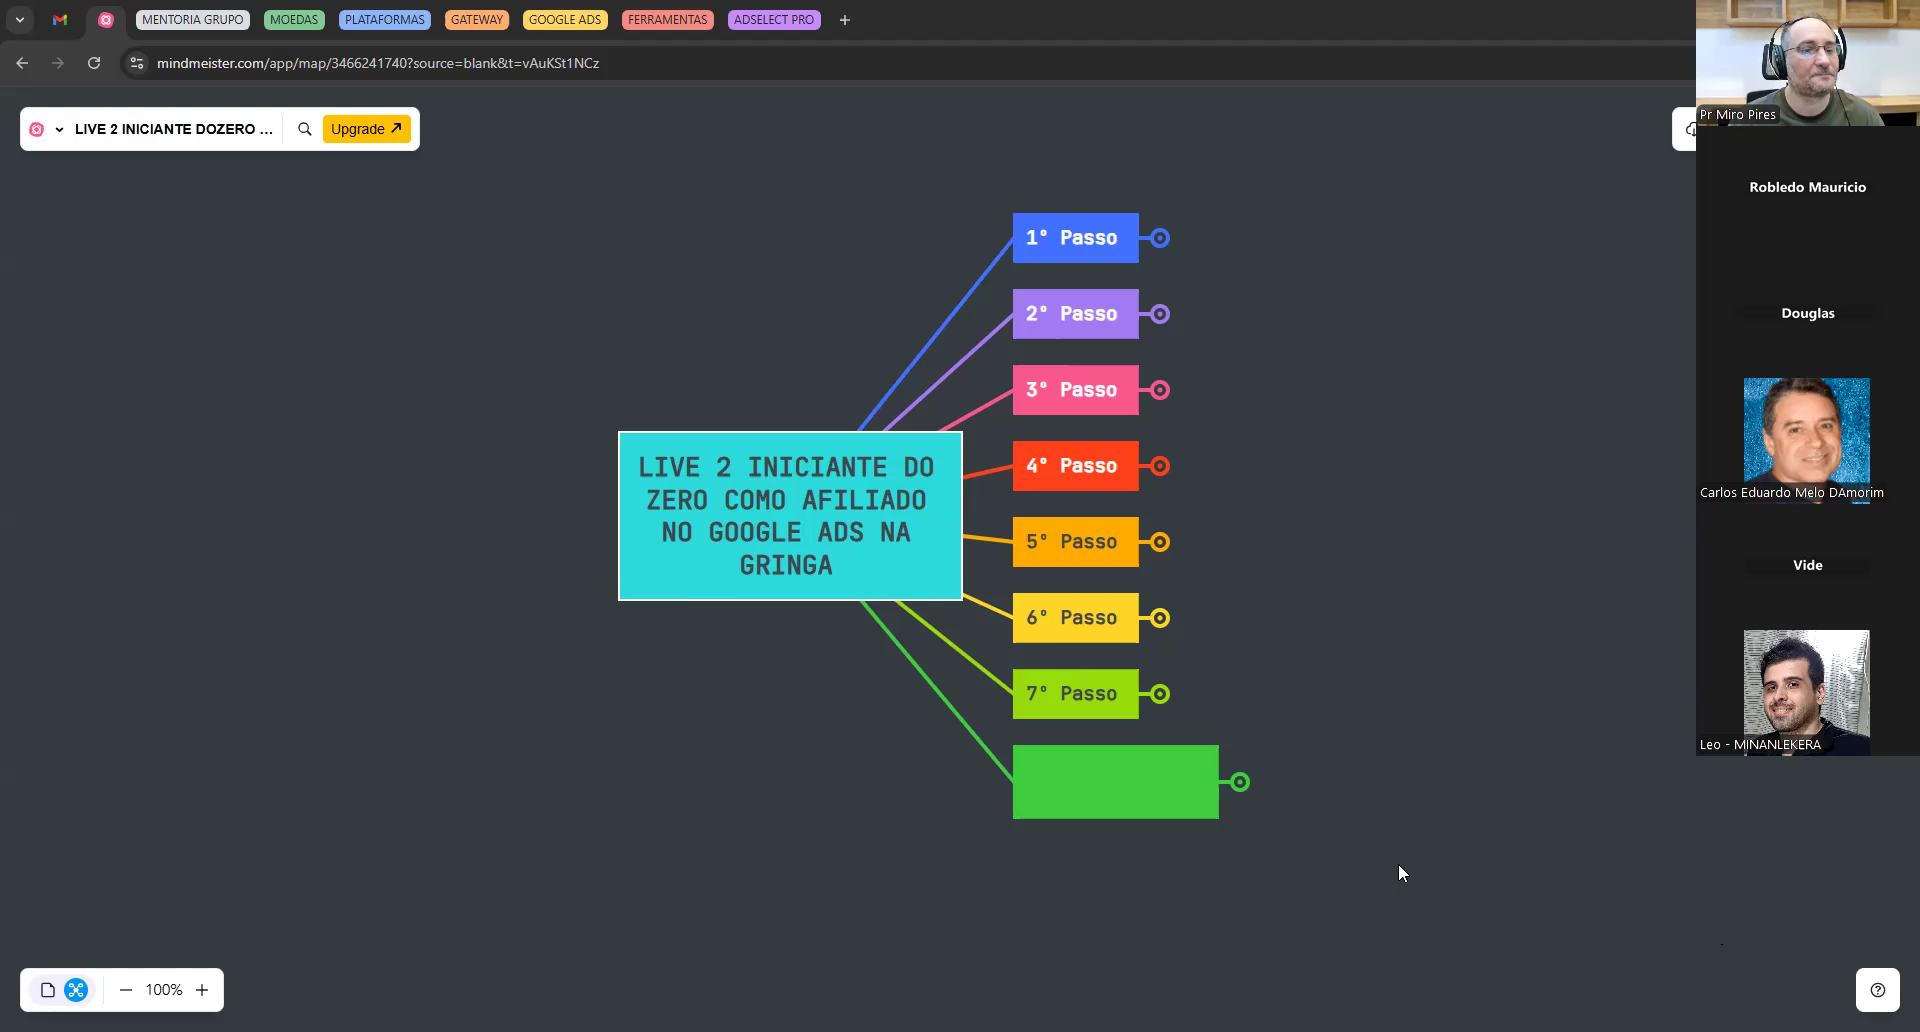 MENTORIA GRUPO
MOEDAS
PLATAFORMAS
GATEWAY
GOOGLE ADS
FERRAMENTAS
ADSELECT PRO
mindmeister.com/app/map/3466241740?source=blank&t=vAuKSt1NCz
LIVE 2 INICIANTE DOZERO ...
Upgrade
1° Passo
2° Passo
3° Passo
4° Passo
5° Passo
6° Passo
7° Passo
LIVE 2 INICIANTE DO
ZERO COMO AFILIADO
NO GOOGLE ADS NA
GRINGA
100%
Pr Miro Pires
Robledo Mauricio
Douglas
Carlos Eduardo Melo DAmorim
Vide
Leo - MINANLEKERA